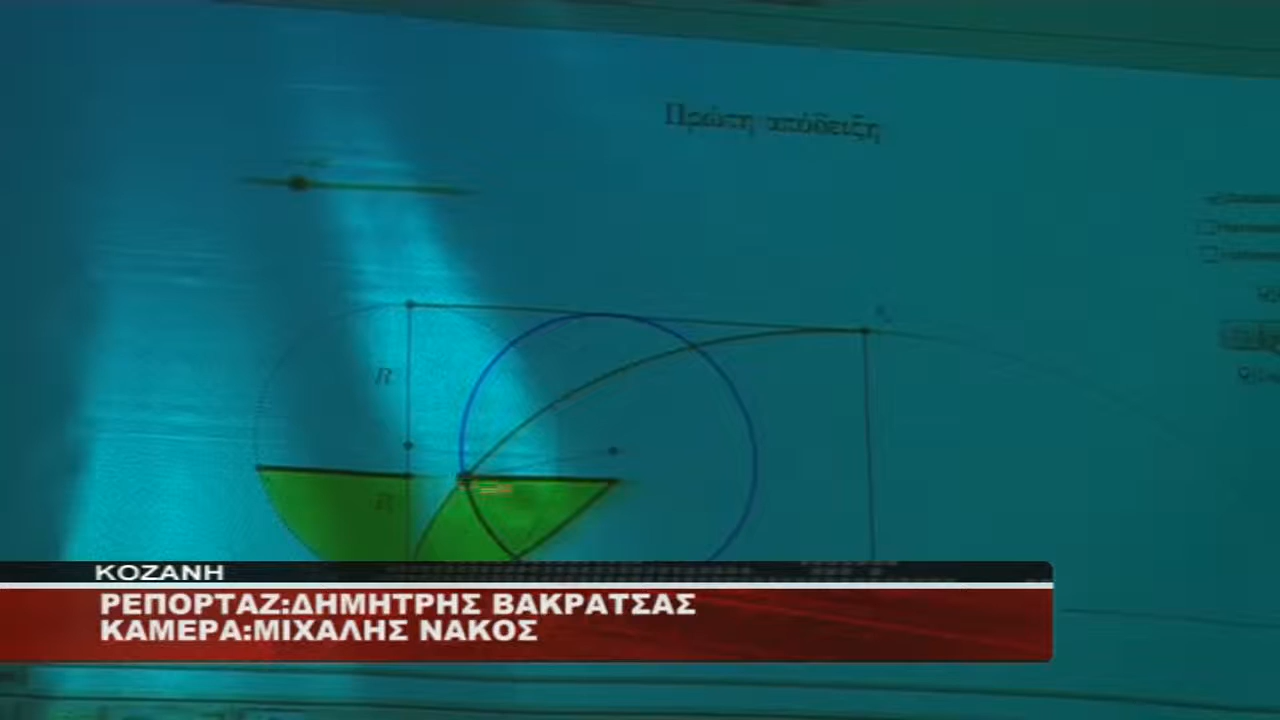 Πρώτη απόδειξη
R
R
ΚΟΖΑΝΗ
ΡΕΠΟΡΤΑΖ:ΔΗΜΗΤΡΗΣ ΒΑΚΡΑΤΣΑΣ
ΚΑΜΕΡΑ:ΜΙΧΑΛΗΣ ΝΑΚΟΣ